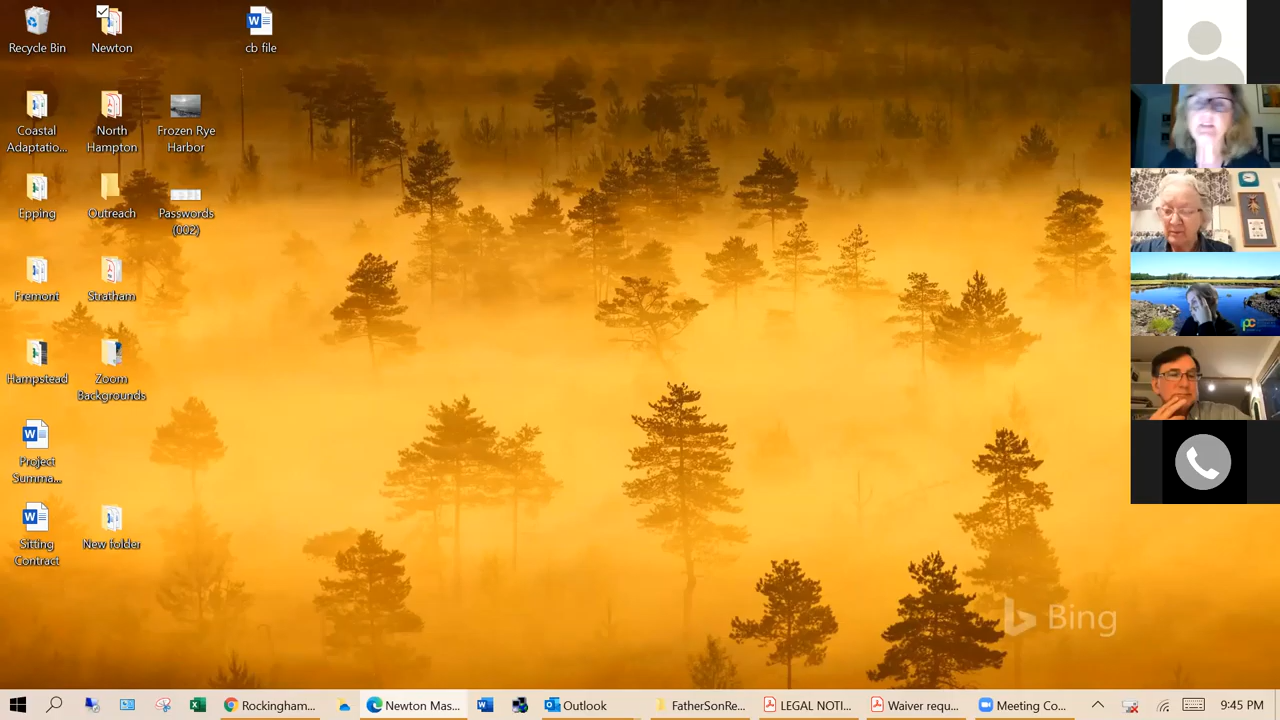 Recycle Bin
Newton
cb file
Coastal
Adaptatio...
North
Hampton
Frozen Rye
Harbor
Epping
Outreach
Passwords
(002)
Fremont
Stratham
Hampstead
Zoom
Backgrounds
Project
Summa...
Sitting
Contract
New folder
Bing
Rockingham...
Newton Mas...
Outlook
FatherSonRe...
LEGAL NOTI...
Waiver requ...
Meeting Co...
9:45 PM